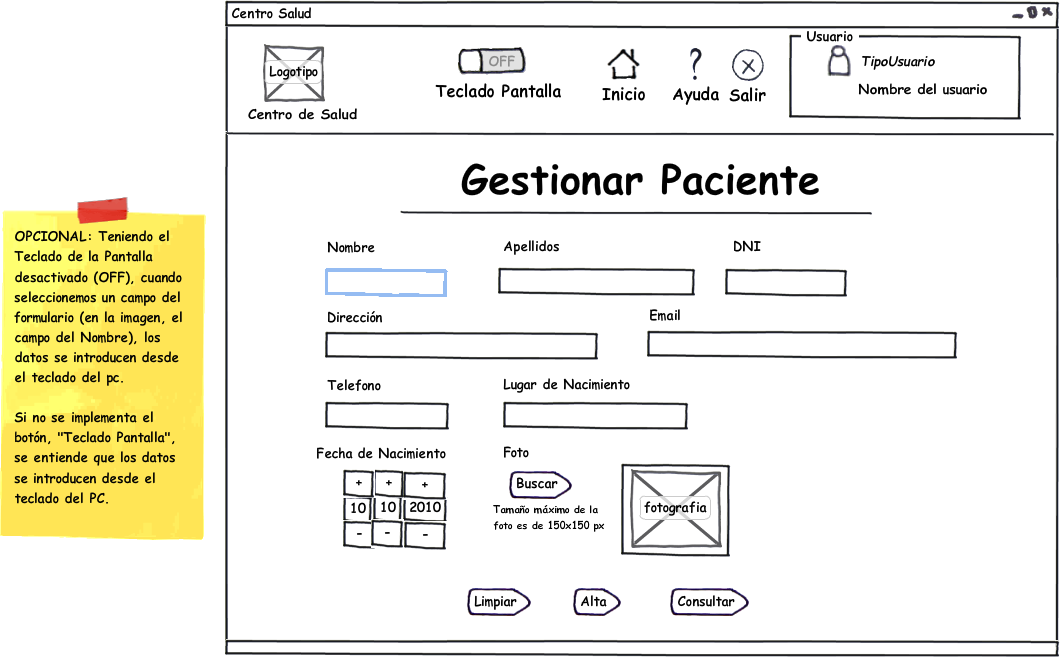 Centro Salud
Logotipo
Centro de Salud
OFF
Teclado Pantalla
Inicio
Ayuda
Salir
Usuario
TipoUsuario
Nombre del usuario
Gestionar Paciente
OPCIONAL: Teniendo el
Teclado de la Pantalla
desactivado (OFF), cuando
seleccionemos un campo del
formulario (en la imagen, el
campo del Nombre), los
datos se introducen desde
el teclado del pc.
Si no se implementa el
botón, "Teclado Pantalla",
se entiende que los datos
se introducen desde el
teclado del PC.
Nombre
Apellidos
DNI
Dirección
Email
Telefono
Lugar de Nacimiento
Fecha de Nacimiento
+ + +
10 10 2010
- - -
Foto
Buscar
Tamaño máximo de la
foto es de 150x150 px
fotografia
Limpiar
Alta
Consultar